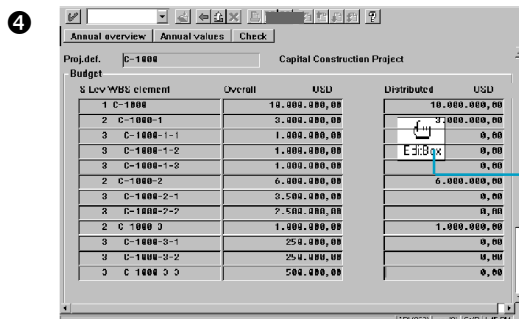 4
Annual overview Annual values Check
Proj.def. C-1000 Capital Construction Project
Budget
S Lev WBS element Overall USD Distributed USD
1 C-1000 10.000.000,00 10.000.000,00
2 C-1000-1 3.000.000,00 3.000.000,00
3 C-1000-1-1 1.000.000,00 0,00
3 C-1000-1-2 1.000.000,00 EditBox 0,00
3 C-1000-1-3 1.000.000,00 0,00
2 C-1000-2 6.000.000,00 6.000.000,00
3 C-1000-2-1 3.500.000,00 0,00
3 C-1000-2-2 2.500.000,00 0,00
2 C-1000-3 1.000.000,00 1.000.000,00
3 C-1000-3-1 250.000,00 0,00
3 C-1000-3-2 250.000,00 0,00
3 C-1000-3-3 500.000,00 0,00